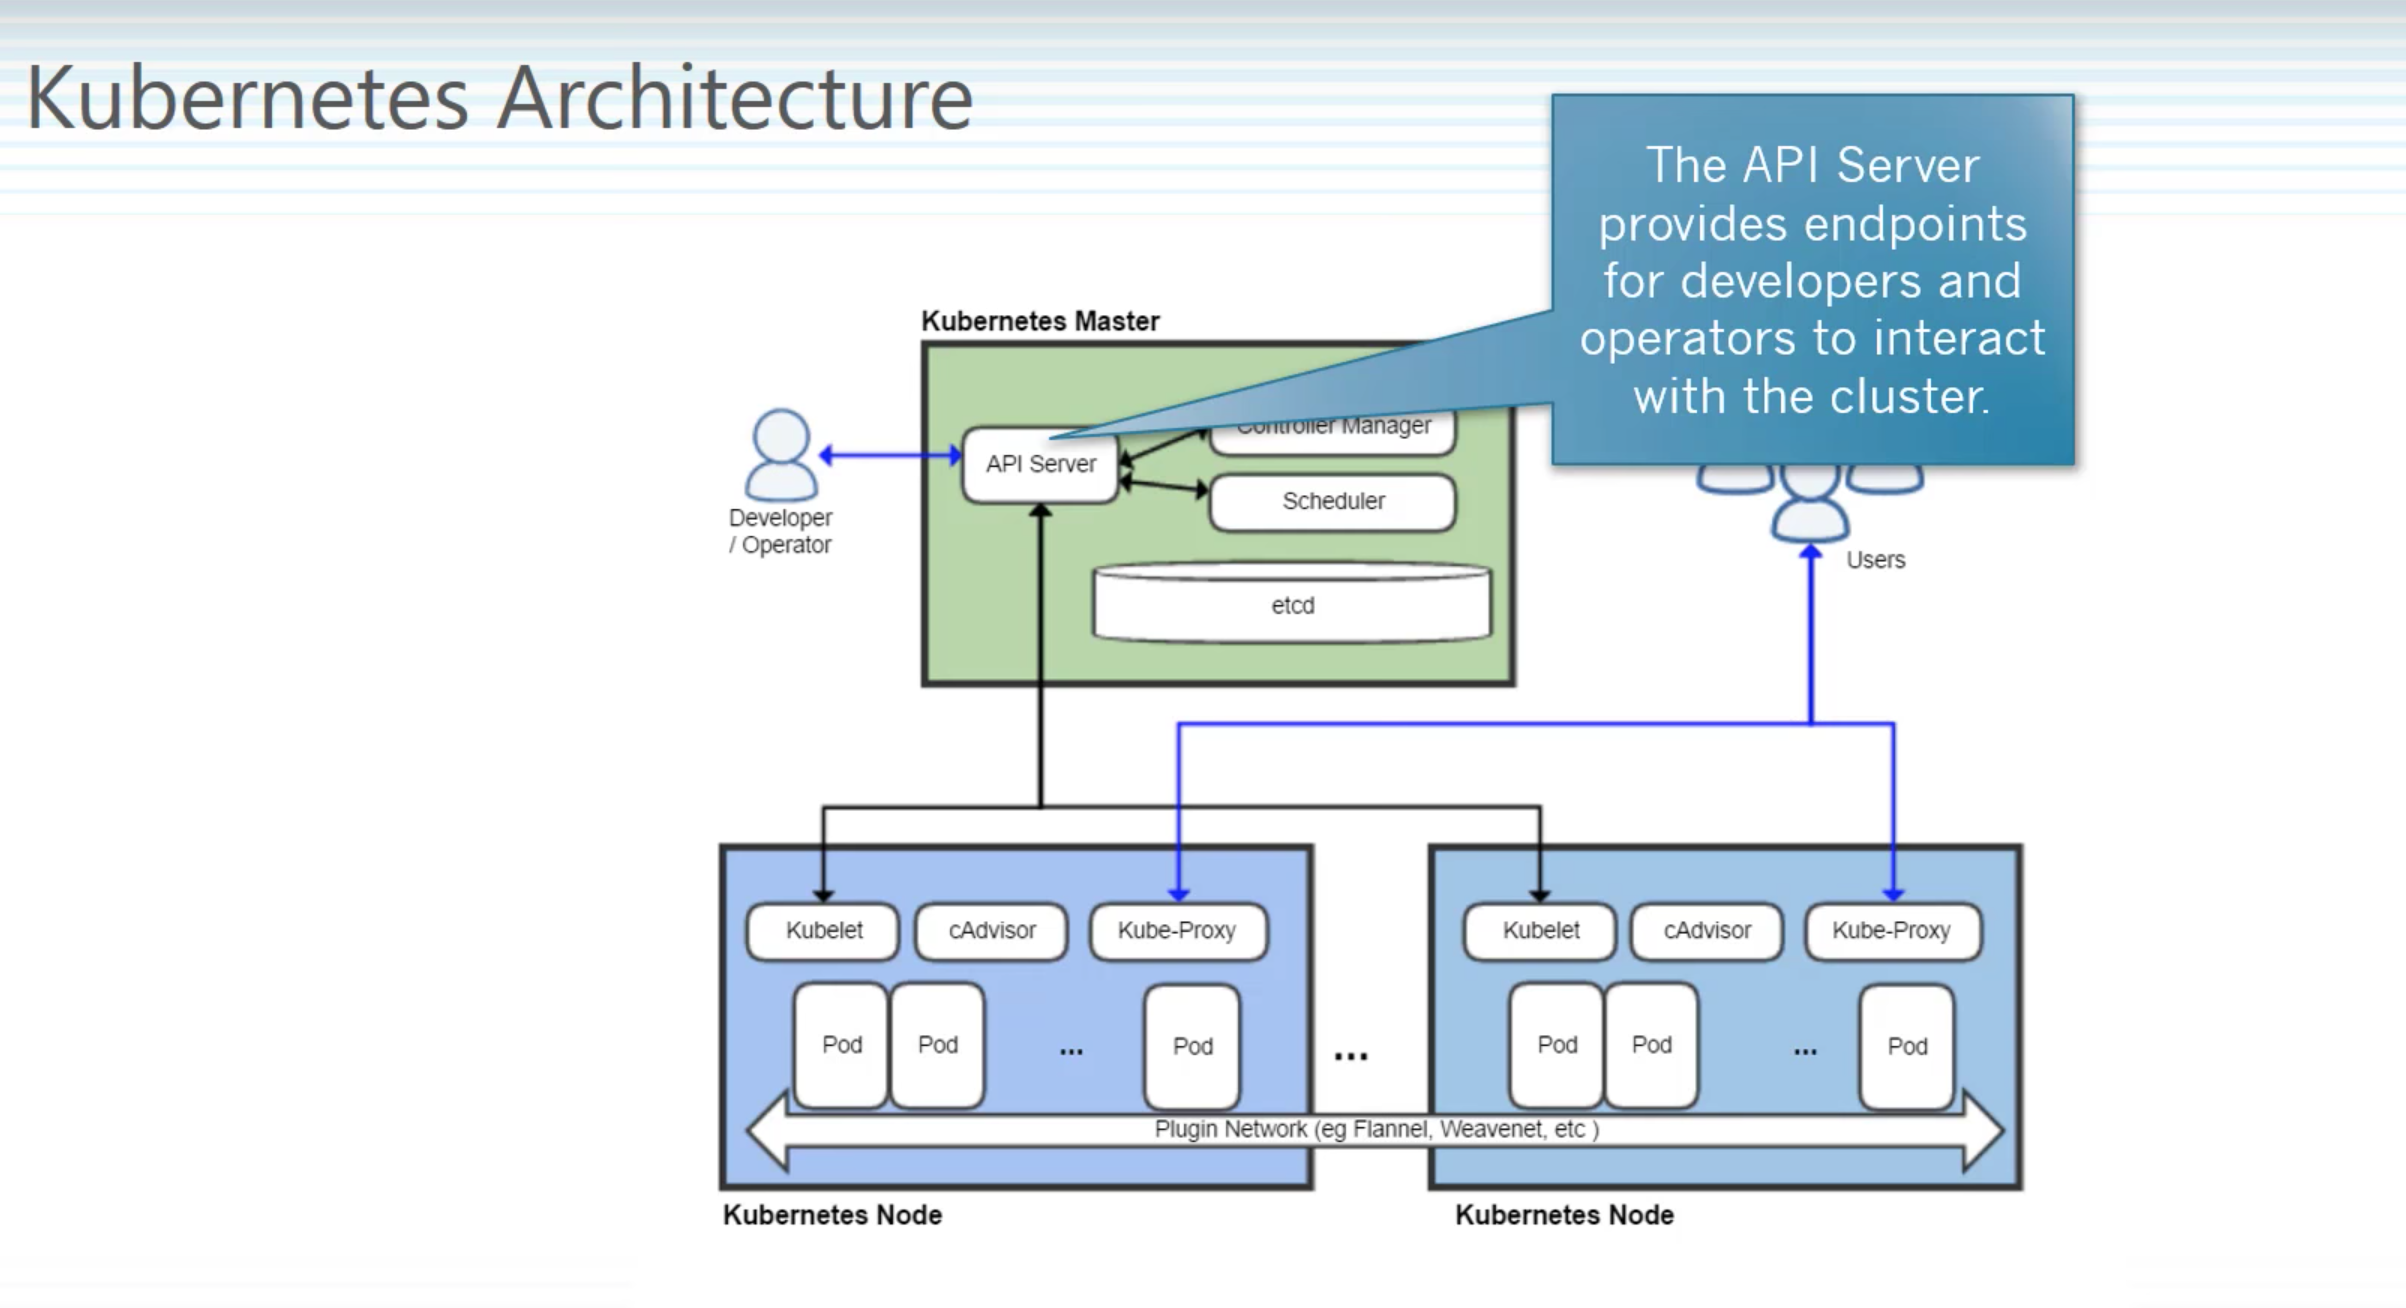 Kubernetes Architecture
The API Server
provides endpoints
for developers and
operators to interact
with the cluster.
Kubernetes Master
Controller Manager
API Server
Scheduler
Developer
/ Operator
etcd
Users
Kubelet
cAdvisor
Kube-Proxy
Kubelet
cAdvisor
Kube-Proxy
Pod
Pod
...
Pod
...
Pod
Pod
...
Pod
Plugin Network (eg Flannel, Weavenet, etc )
Kubernetes Node
Kubernetes Node